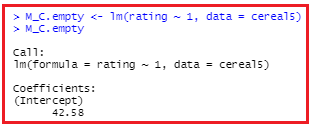 > M_C.empty <- lm(rating ~ 1, data = cereal5)
> M_C.empty
Call:
lm(formula = rating ~ 1, data = cereal5)
Coefficients:
(Intercept)
42.58